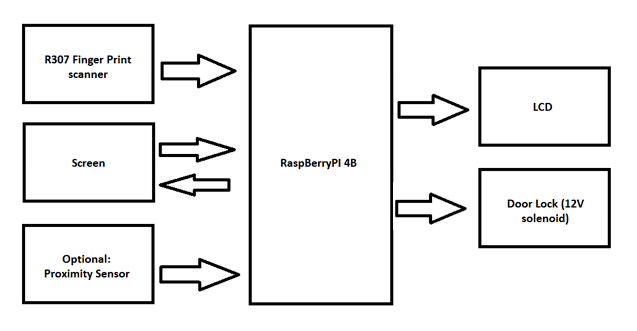 R307 Finger Print
scanner
Screen
Optional:
Proximity Sensor
RaspBerryPI 4B
LCD
Door Lock (12V
solenoid)